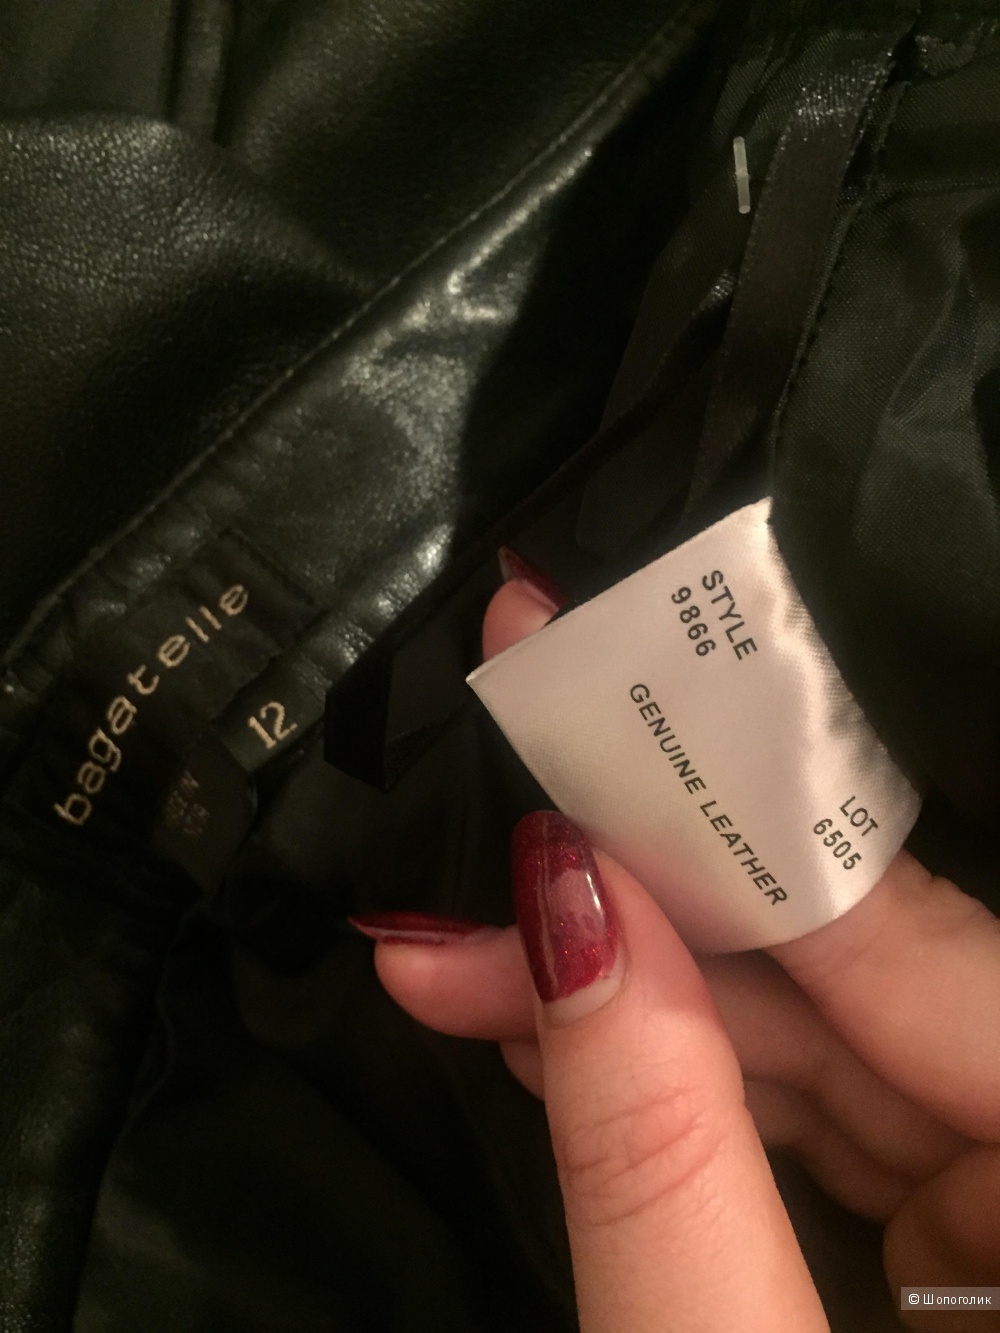 bagatelle
12
STYLE
9866
GENUINE LEATHER
LOT
6505
© Шопоголик